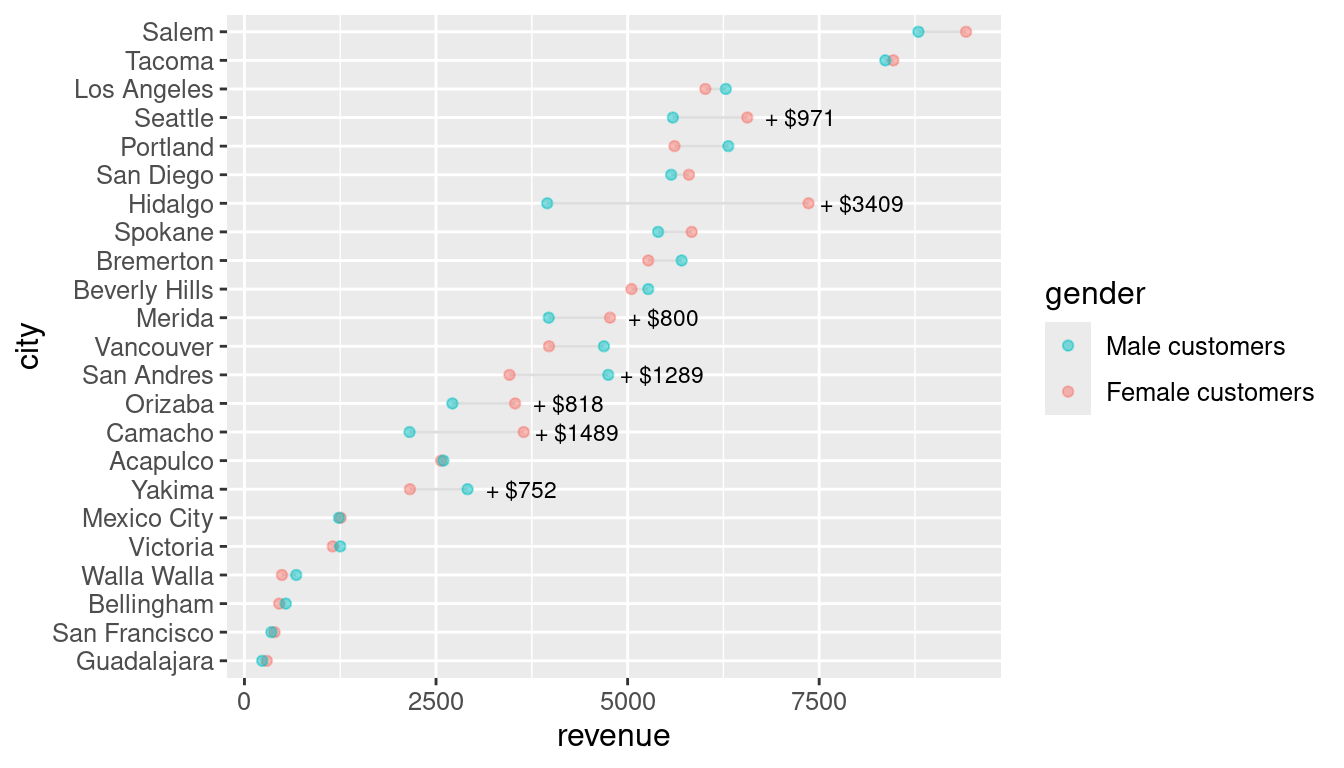 Salem
Tacoma
Los Angeles
Seattle + $971
Portland
San Diego
Hidalgo + $3409
Spokane
Bremerton
Beverly Hills
Merida + $800
Vancouver
San Andres + $1289
Orizaba + $818
Camacho + $1489
Acapulco
Yakima + $752
Mexico City
Victoria
Walla Walla
Bellingham
San Francisco
Guadalajara
city
0 2500 5000 7500
revenue
gender
Male customers
Female customers